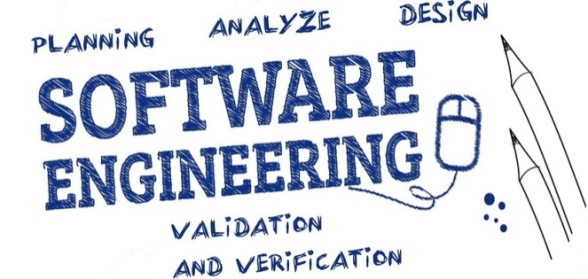 PLANNiNG ANALYZE DESiGN
SOFTWARE
ENGINEERING
VALiDATiON
AND VERiFiCATiON